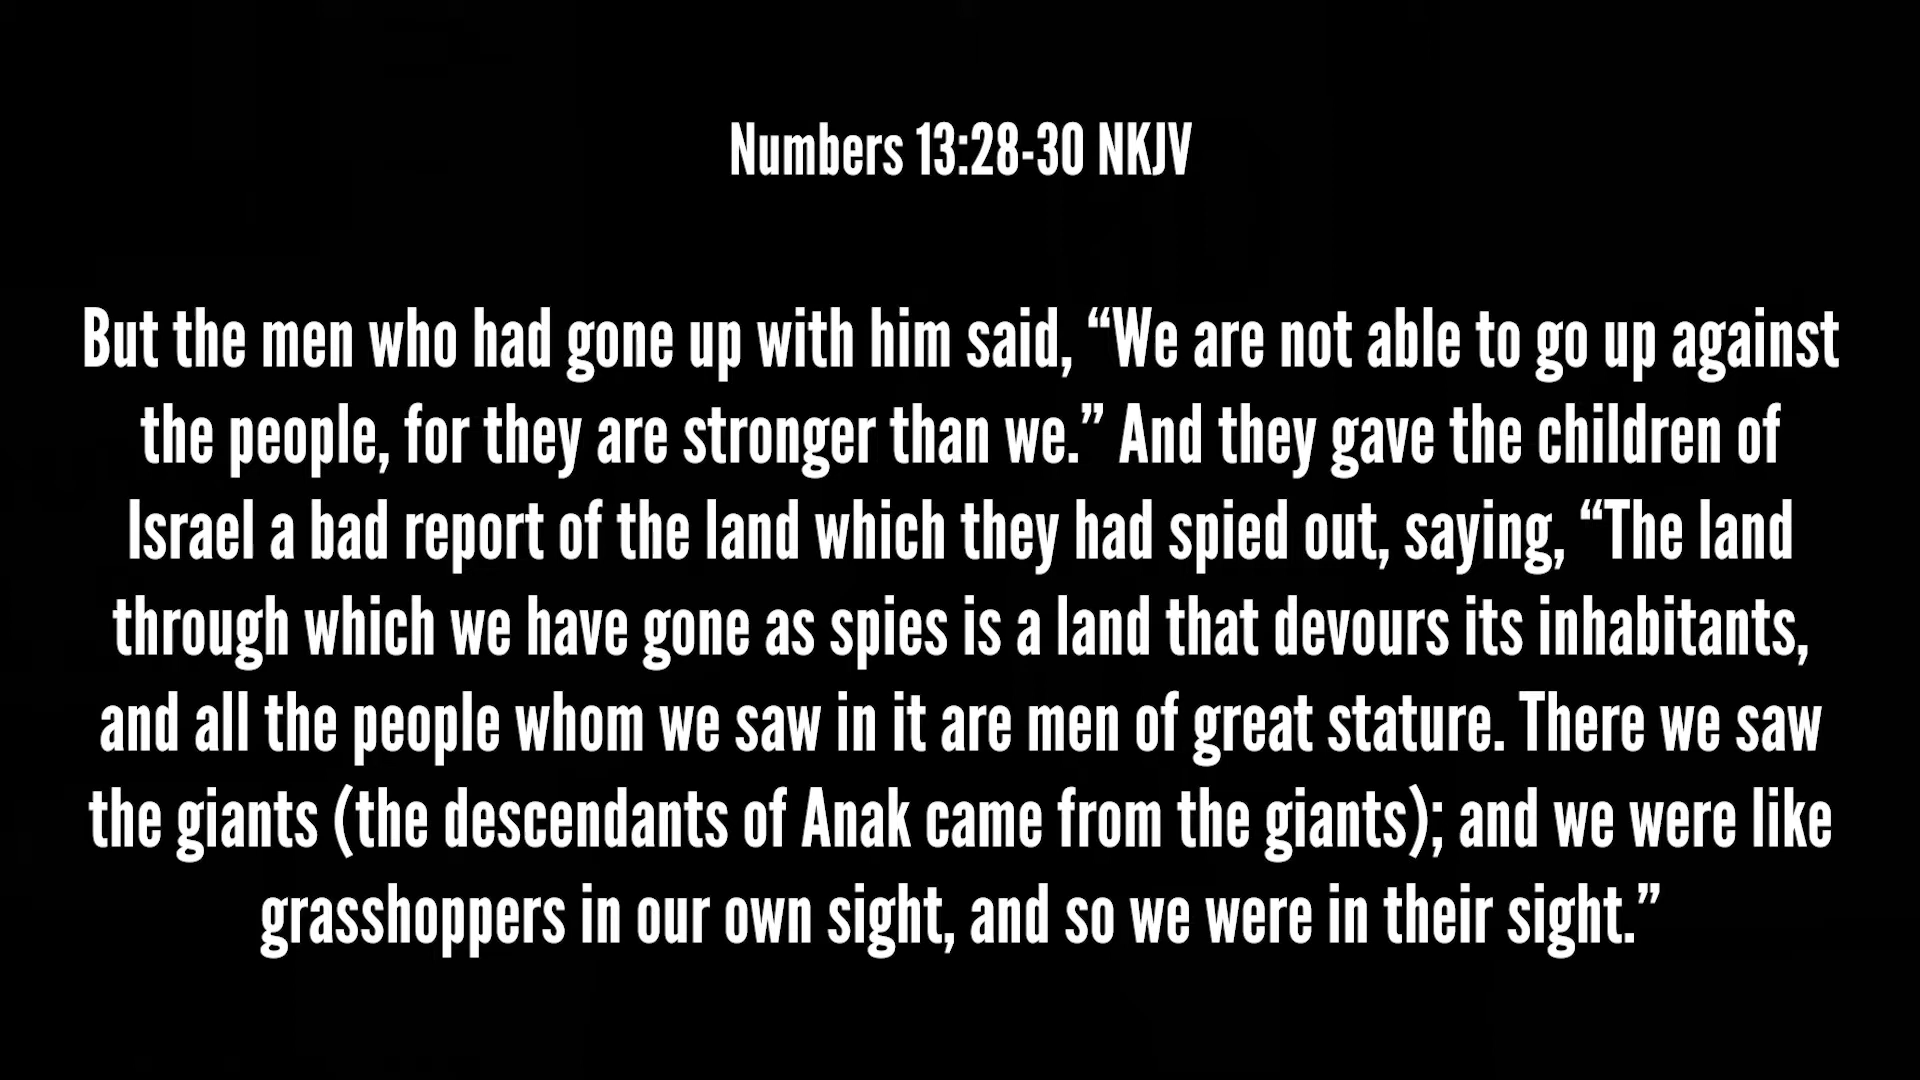 Numbers 13:28-30 NKJV
But the men who had gone up with him said, “We are not able to go up against
the people, for they are stronger than we.” And they gave the children of
Israel a bad report of the land which they had spied out, saying, “The land
through which we have gone as spies is a land that devours its inhabitants,
and all the people whom we saw in it are men of great stature. There we saw
the giants (the descendants of Anak came from the giants); and we were like
grasshoppers in our own sight, and so we were in their sight.”